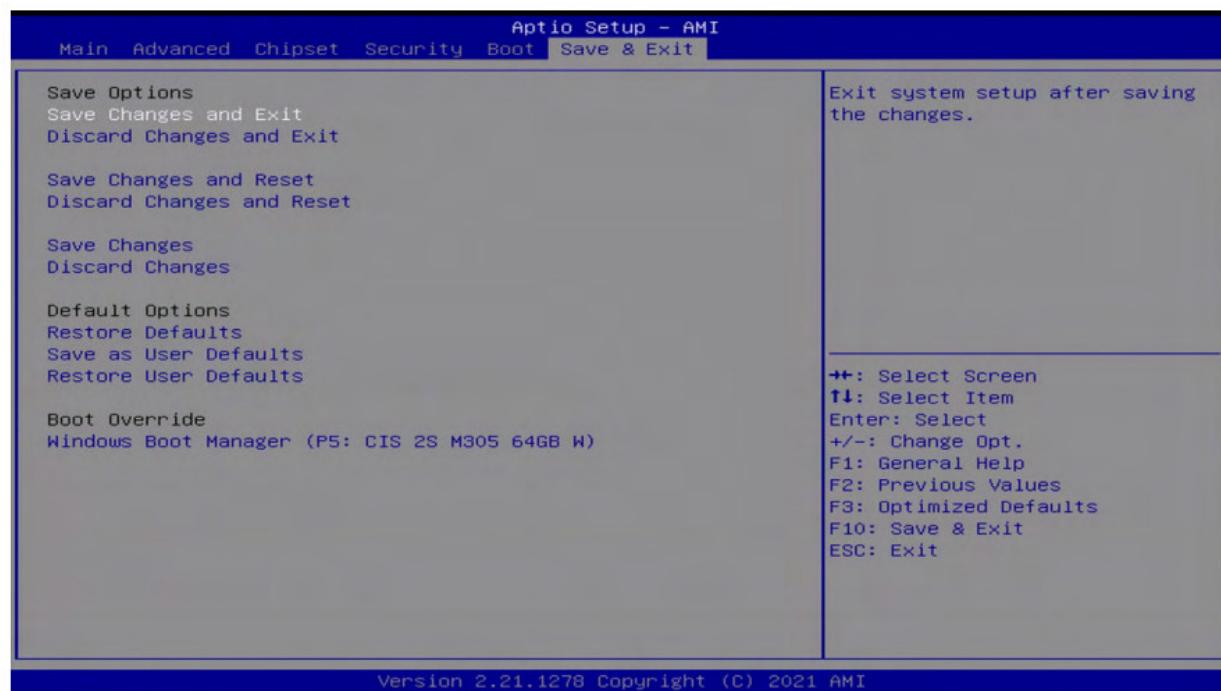 Aptio Setup – AMI
Main Advanced Chipset Security Boot Save & Exit
Save Options
Save Changes and Exit
Discard Changes and Exit
Save Changes and Reset
Discard Changes and Reset
Save Changes
Discard Changes
Default Options
Restore Defaults
Save as User Defaults
Restore User Defaults
Boot Override
Windows Boot Manager (P5: CIS 2S M305 64GB W)
Exit system setup after saving
the changes.
→←: Select Screen
↑↓: Select Item
Enter: Select
+/-: Change Opt.
F1: General Help
F2: Previous Values
F3: Optimized Defaults
F10: Save & Exit
ESC: Exit
Version 2.21.1278 Copyright (C) 2021 AMI